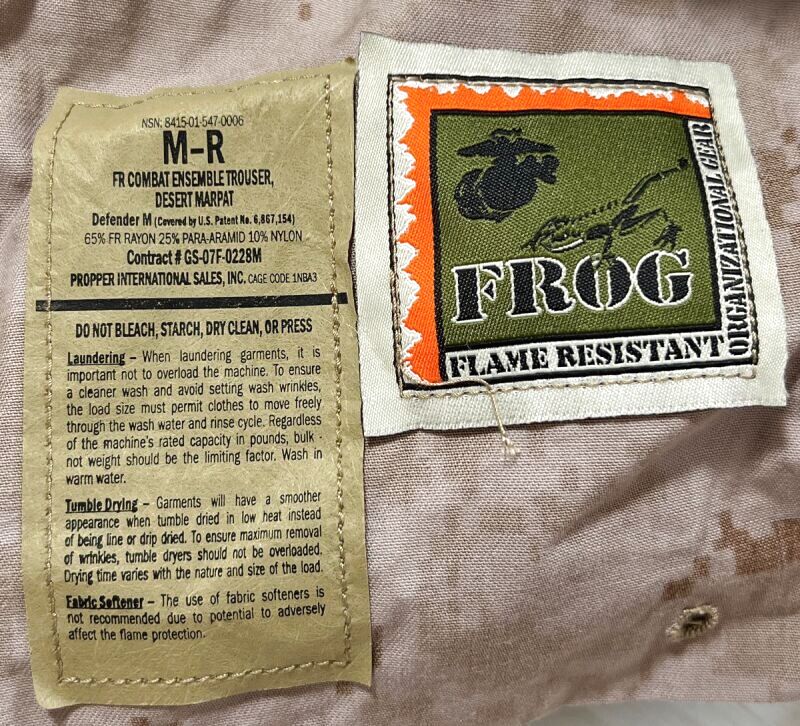 NSN: 8415-01-547-0006
M-R
FR COMBAT ENSEMBLE TROUSER,
DESERT MARPAT
Defender M (Covered by U.S. Patent No. 6,867,154)
65% FR RAYON 25% PARA-ARAMID 10% NYLON
Contract # GS-07F-0228M
PROPPER INTERNATIONAL SALES, INC. CAGE CODE 1NBA3
DO NOT BLEACH, STARCH, DRY CLEAN, OR PRESS
Laundering – When laundering garments, it is
important not to overload the machine. To ensure
a cleaner wash and avoid setting wash wrinkles,
the load size must permit clothes to move freely
through the wash water and rinse cycle. Regardless
of the machine's rated capacity in pounds, bulk -
not weight should be the limiting factor. Wash in
warm water.
Tumble Drying – Garments will have a smoother
appearance when tumble dried in low heat instead
of being line or drip dried. To ensure maximum removal
of wrinkles, tumble dryers should not be overloaded.
Drying time varies with the nature and size of the load.
Fabric Softener – The use of fabric softeners is
not recommended due to potential to adversely
affect the flame protection.
FROG
FLAME RESISTANT
ORGANIZATIONAL GEAR